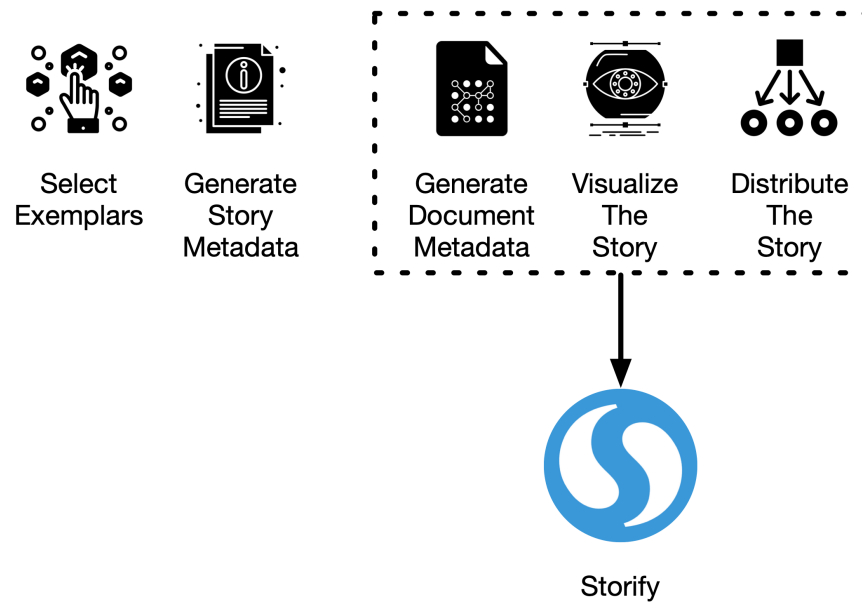 Select
Exemplars
Generate
Story
Metadata
Generate
Document
Metadata
Visualize
The
Story
Distribute
The
Story
Storify